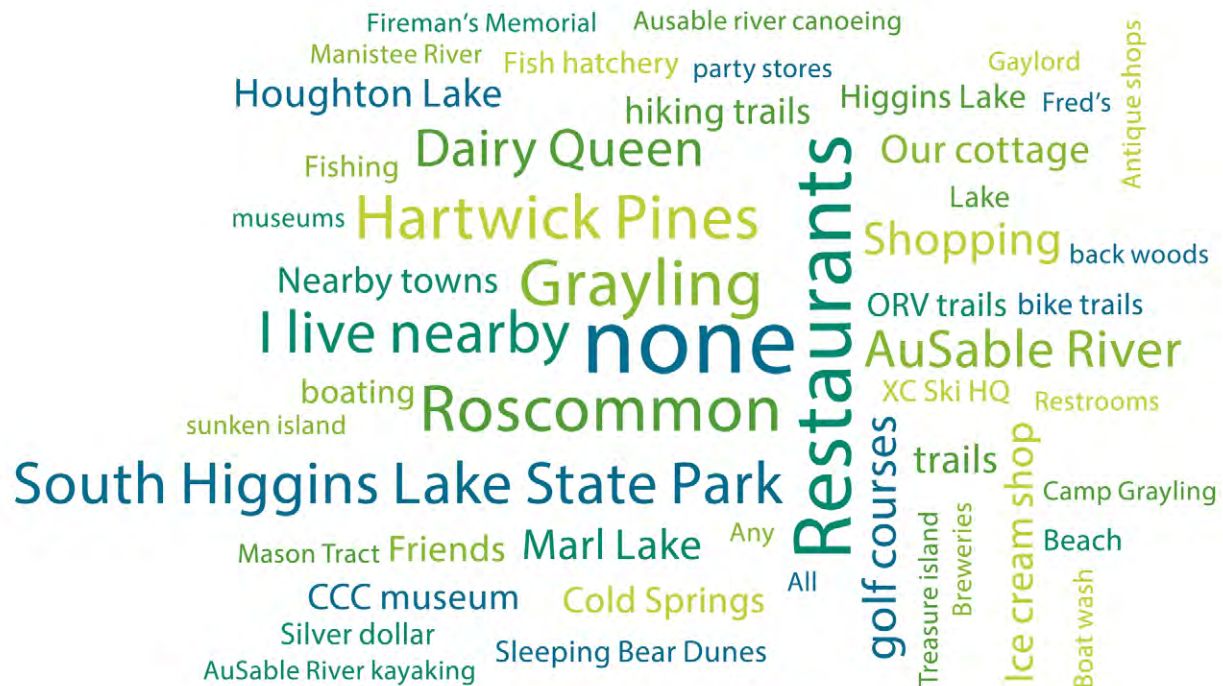 Fireman's Memorial
Ausable river canoeing
Manistee River
Fish hatchery
party stores
Gaylord
Antique shops
Houghton Lake
hiking trails
Higgins Lake
Fred's
Dairy Queen
Our cottage
Fishing
Lake
museums
Hartwick Pines
Restaurants
Shopping
back woods
Nearby towns
Grayling
ORV trails
bike trails
I live nearby
none
AuSable River
boating
Roscommon
XC Ski HQ
Restrooms
sunken island
golf courses
trails
Ice cream shop
South Higgins Lake State Park
Camp Grayling
Mason Tract
Friends
Marl Lake
Any
Treasure island
Breweries
Beach
All
CCC museum
Cold Springs
Boat wash
Silver dollar
Sleeping Bear Dunes
AuSable River kayaking